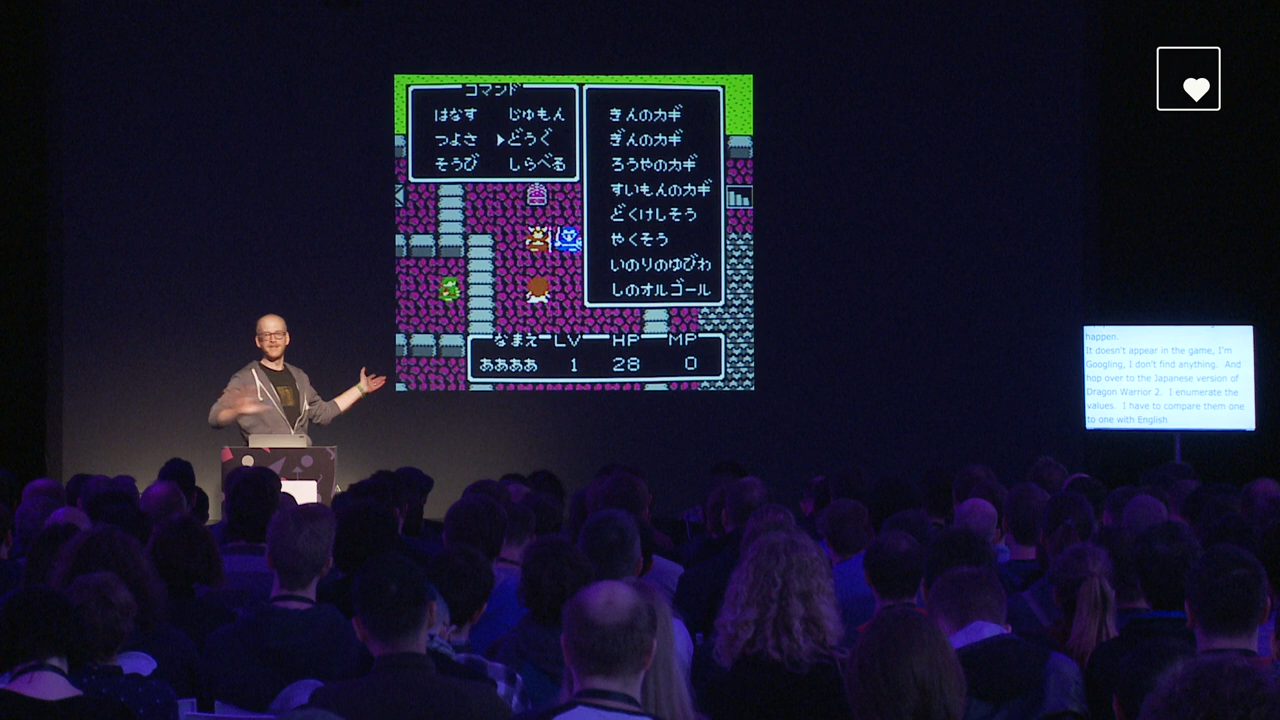 コマンド
はなす じゅもん
つよさ ▶どうぐ
そうび しらべる
きんのカギ
ぎんのカギ
ろうやのカギ
すいもんのカギ
どくけしそう
やくそう
いのりのゆびわ
しのオルゴール
なまえ LV HP MP
ああああ 1 28 0
happen.
It doesn't appear in the game, I'm
Googling, I don't find anything. And
hop over to the Japanese version of
Dragon Warrior 2. I enumerate the
values. I have to compare them one
to one with English